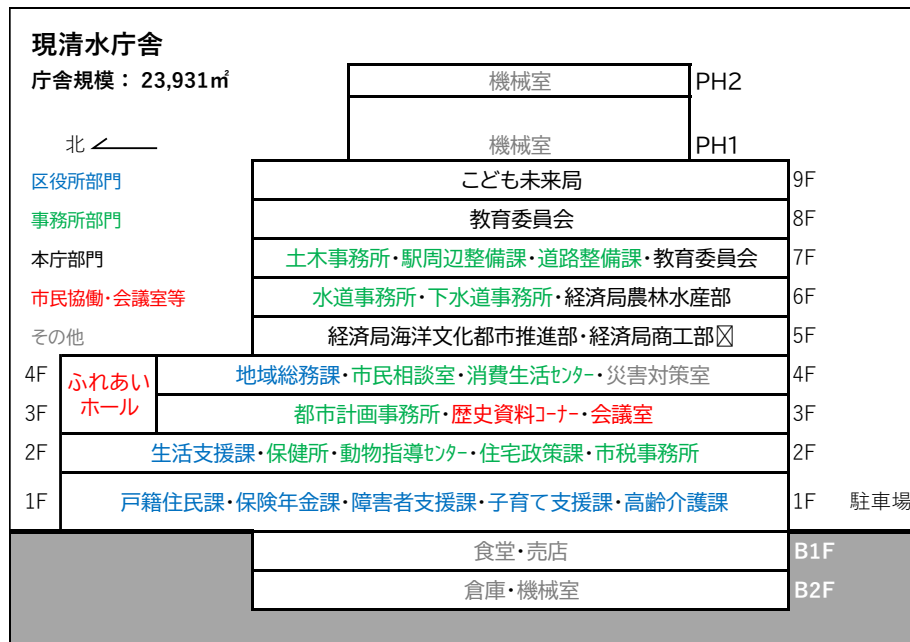 現清水庁舎
庁舎規模： 23,931㎡
機械室 PH2
北
機械室 PH1
区役所部門
こども未来局 9F
事務所部門
教育委員会 8F
本庁部門
土木事務所・駅周辺整備課・道路整備課・教育委員会 7F
市民協働・会議室等
水道事務所・下水道事務所・経済局農林水産部 6F
その他
経済局海洋文化都市推進部・経済局商工部 5F
4F
ふれあい
ホール
地域総務課・市民相談室・消費生活ｾﾝﾀｰ・災害対策室 4F
3F
都市計画事務所・歴史資料ｺｰﾅｰ・会議室 3F
2F 生活支援課・保健所・動物指導ｾﾝﾀｰ・住宅政策課・市税事務所 2F
1F 戸籍住民課・保険年金課・障害者支援課・子育て支援課・高齢介護課 1F 駐車場
食堂・売店 B1F
倉庫・機械室 B2F